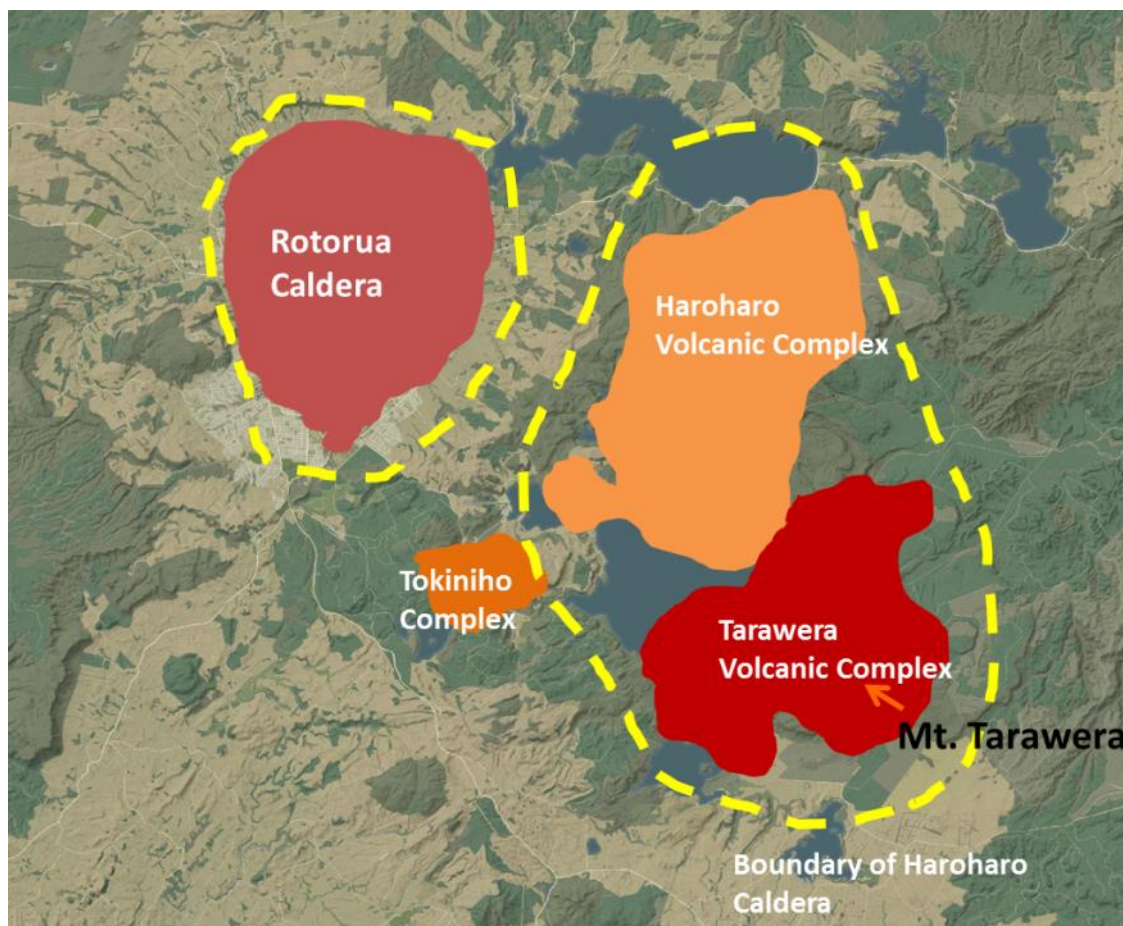 Rotorua
Caldera
Haroharo
Volcanic Complex
Tokiniho
Complex
Tarawera
Volcanic Complex
Mt. Tarawera
Boundary of Haroharo
Caldera